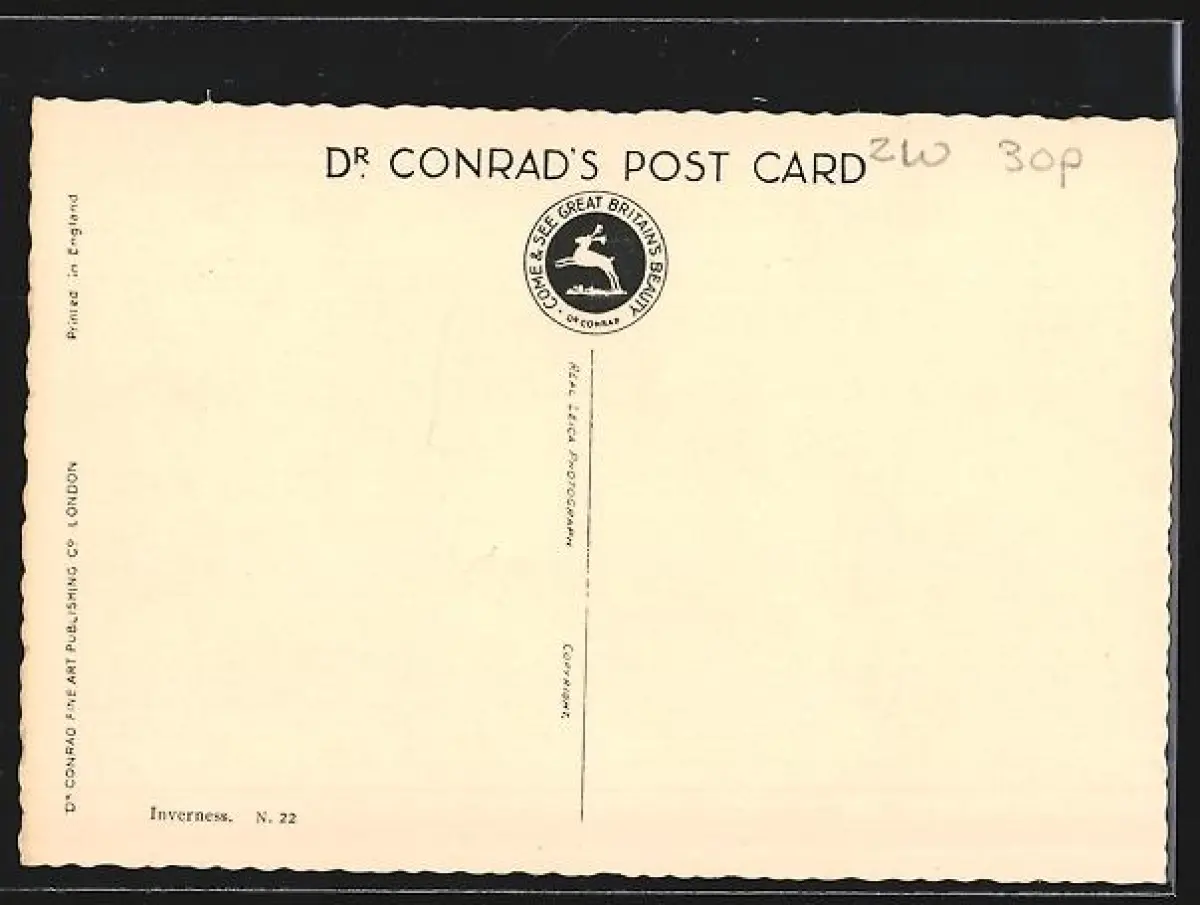 Dᴿ. CONRAD'S POST CARD
2W 30p
· COME & SEE GREAT BRITAIN'S BEAUTY ·
Dᴿ CONRAD
Printed in England
REAL LEICA PHOTOGRAPH
COPYRIGHT.
Dᴿ CONRAD FINE ART PUBLISHING Cº LONDON
Inverness. N. 22